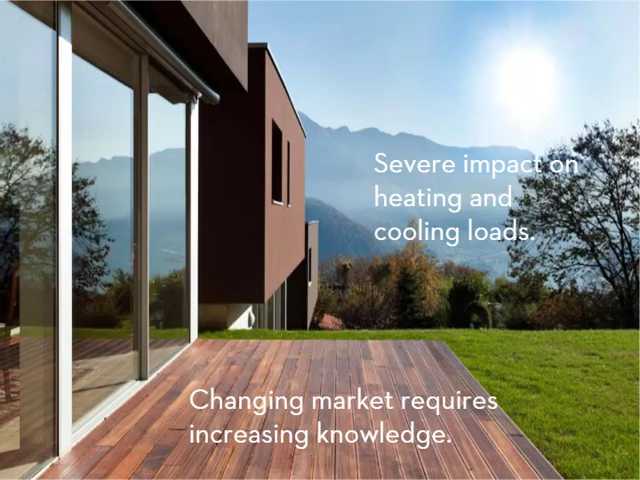 Severe impact on
heating and
cooling loads.
Changing market requires
increasing knowledge.